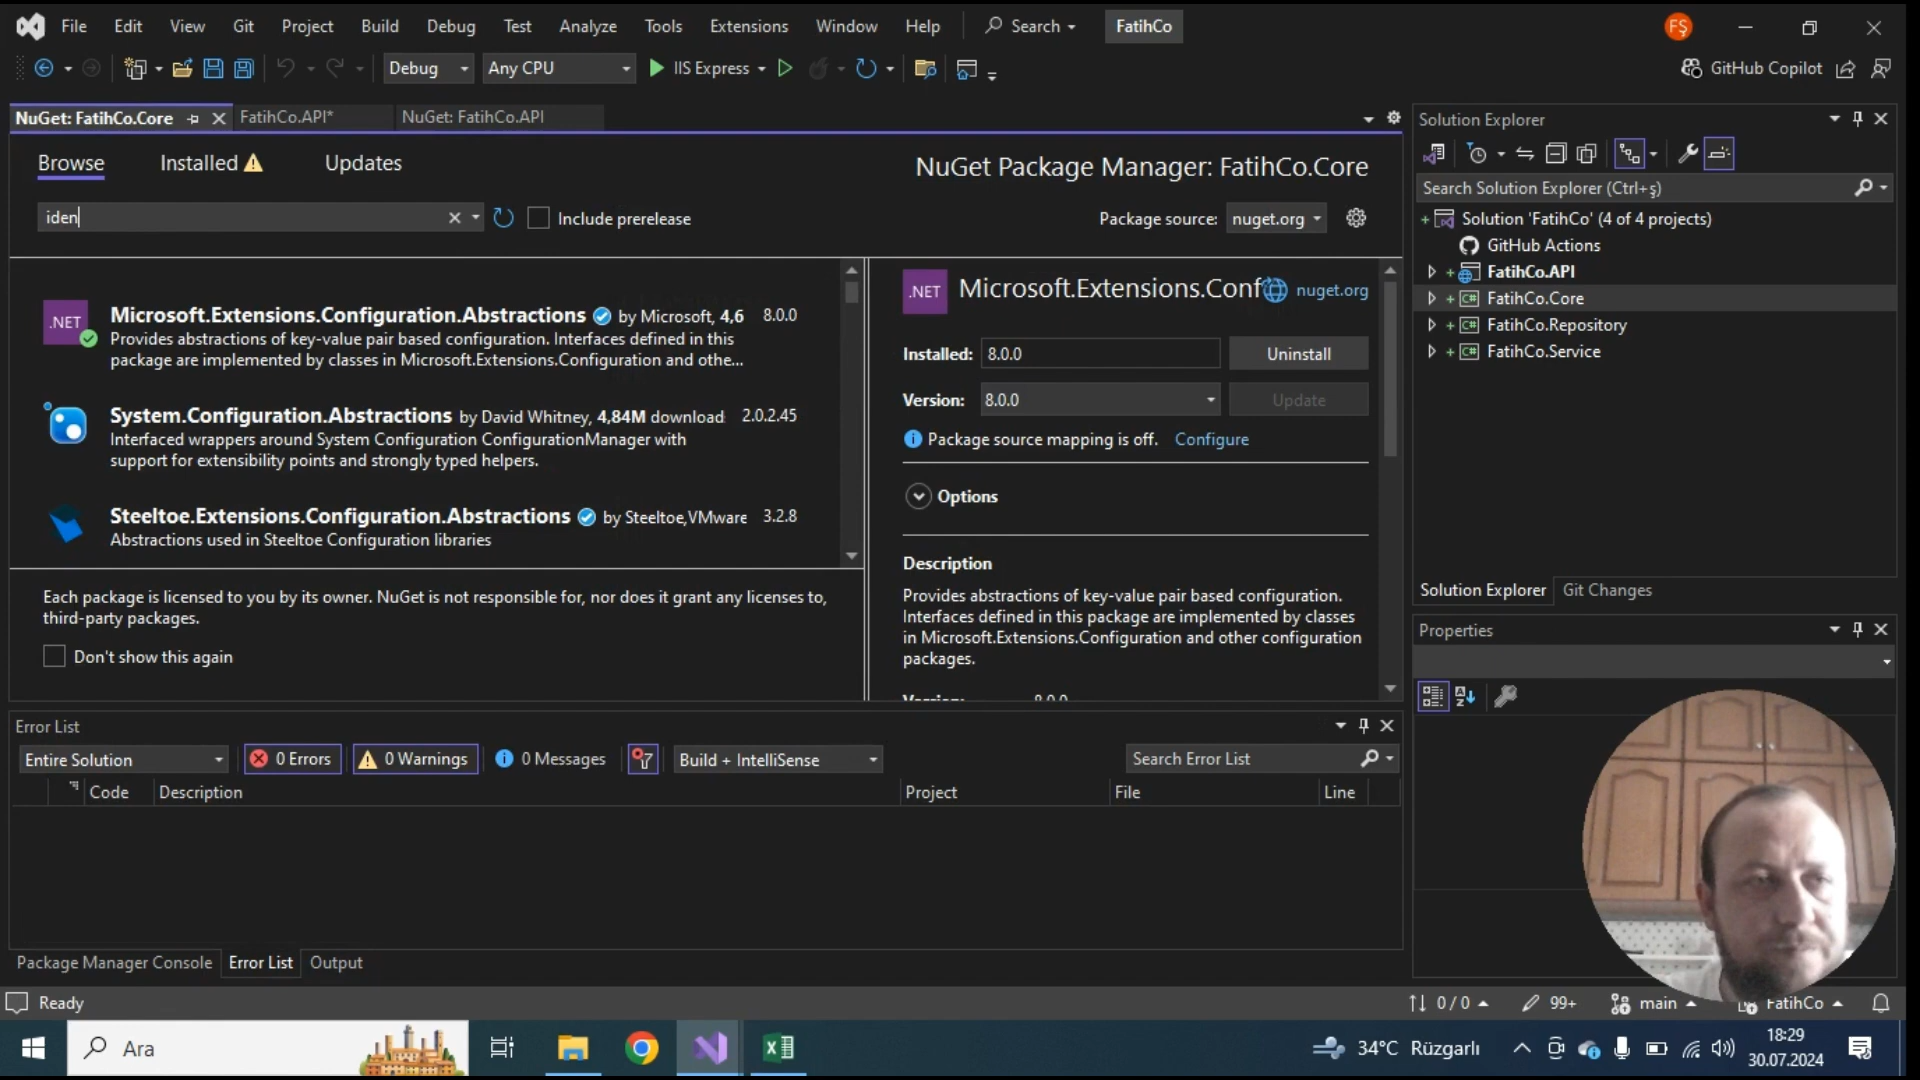 File Edit View Git Project Build Debug Test Analyze Tools Extensions Window Help Search FatihCo FŞ
Debug Any CPU IIS Express GitHub Copilot
NuGet: FatihCo.Core FatihCo.API* NuGet: FatihCo.API
Browse Installed Updates
NuGet Package Manager: FatihCo.Core
iden Include prerelease Package source: nuget.org
.NET
Microsoft.Extensions.Configuration.Abstractions by Microsoft, 4,6 8.0.0
Provides abstractions of key-value pair based configuration. Interfaces defined in this
package are implemented by classes in Microsoft.Extensions.Configuration and othe...
System.Configuration.Abstractions by David Whitney, 4,84M download 2.0.2.45
Interfaced wrappers around System Configuration ConfigurationManager with
support for extensibility points and strongly typed helpers.
Steeltoe.Extensions.Configuration.Abstractions by Steeltoe,VMware 3.2.8
Abstractions used in Steeltoe Configuration libraries
Each package is licensed to you by its owner. NuGet is not responsible for, nor does it grant any licenses to,
third-party packages.
Don't show this again
.NET
Microsoft.Extensions.Conf nuget.org
Installed: 8.0.0 Uninstall
Version: 8.0.0 Update
Package source mapping is off. Configure
Options
Description
Provides abstractions of key-value pair based configuration.
Interfaces defined in this package are implemented by classes
in Microsoft.Extensions.Configuration and other configuration
packages.
Version: 8.0.0
Solution Explorer
Search Solution Explorer (Ctrl+ş)
Solution 'FatihCo' (4 of 4 projects)
GitHub Actions
FatihCo.API
FatihCo.Core
FatihCo.Repository
FatihCo.Service
Solution Explorer Git Changes
Properties
Error List
Entire Solution 0 Errors 0 Warnings 0 Messages Build + IntelliSense Search Error List
Code Description Project File Line
Package Manager Console Error List Output
Ready 0 / 0 99+ main FatihCo
Ara 34°C Rüzgarlı 18:29
30.07.2024